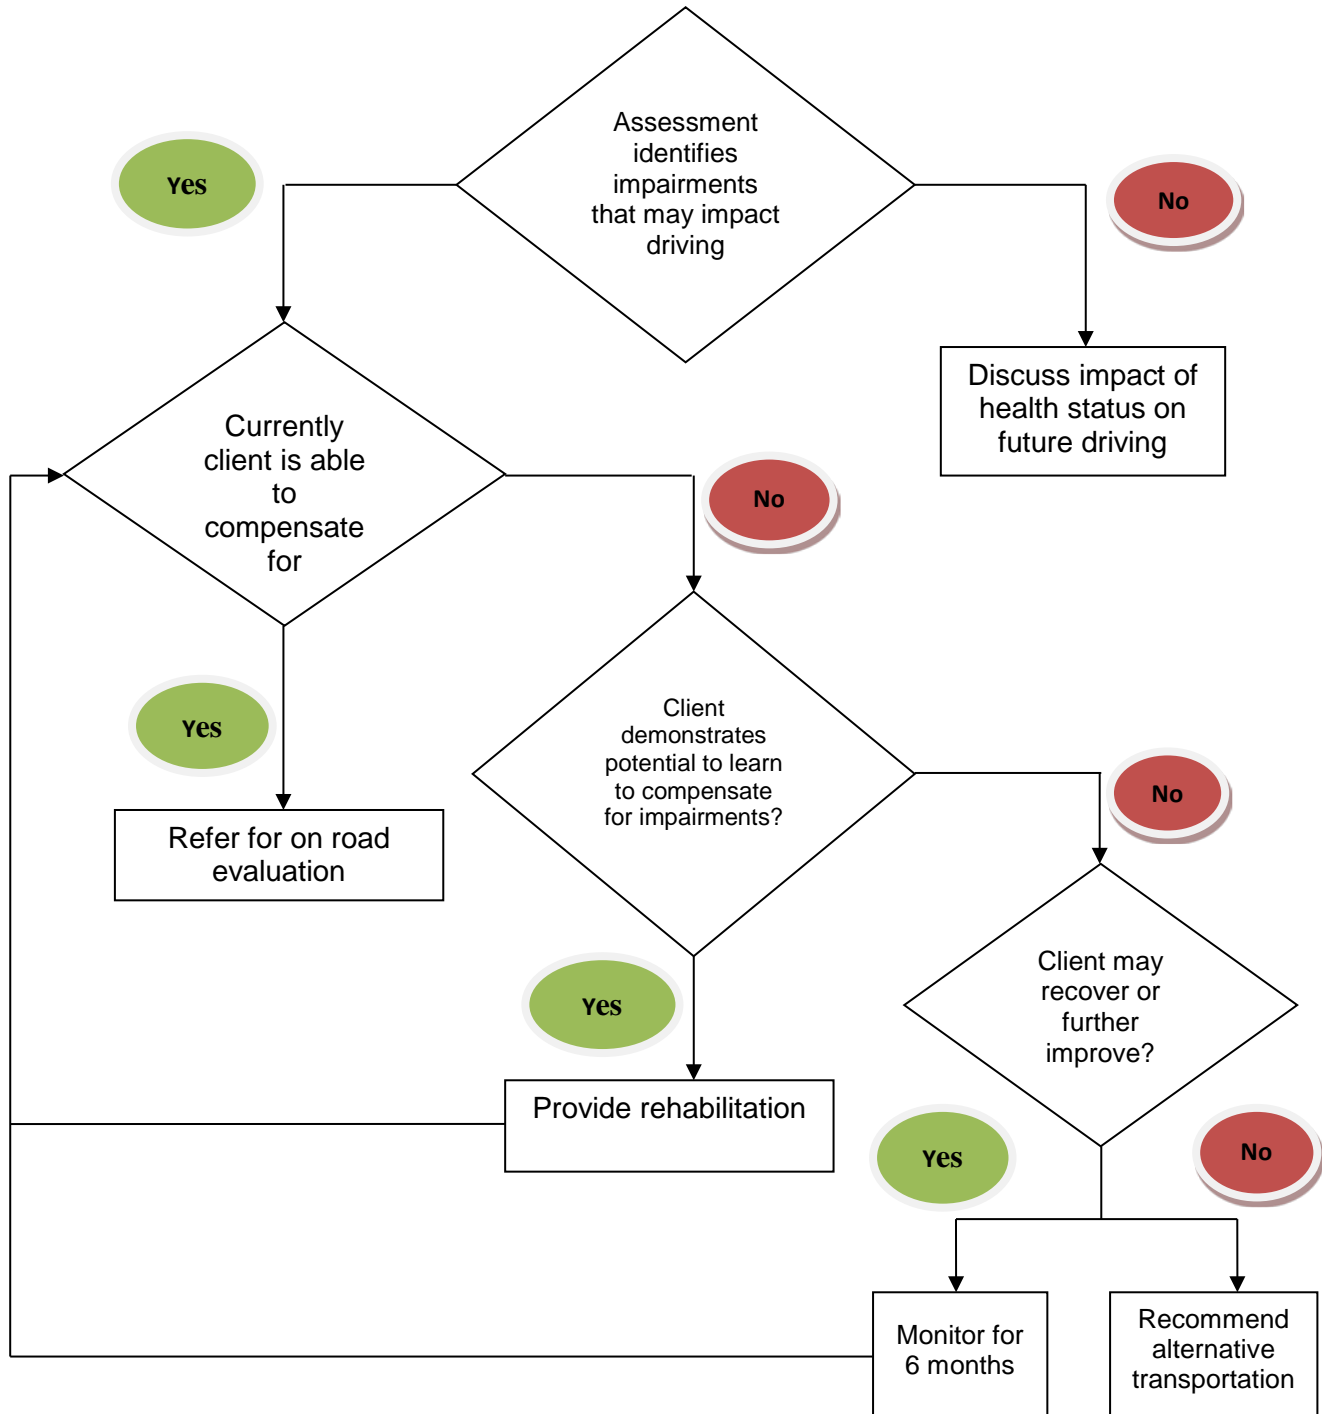 Assessment
identifies
impairments
that may impact
driving
Yes
No
Discuss impact of
health status on
future driving
Currently
client is able
to
compensate
for
No
Yes
Refer for on road
evaluation
Client
demonstrates
potential to learn
to compensate
for impairments?
No
Yes
Provide rehabilitation
Client may
recover or
further
improve?
Yes
No
Monitor for
6 months
Recommend
alternative
transportation